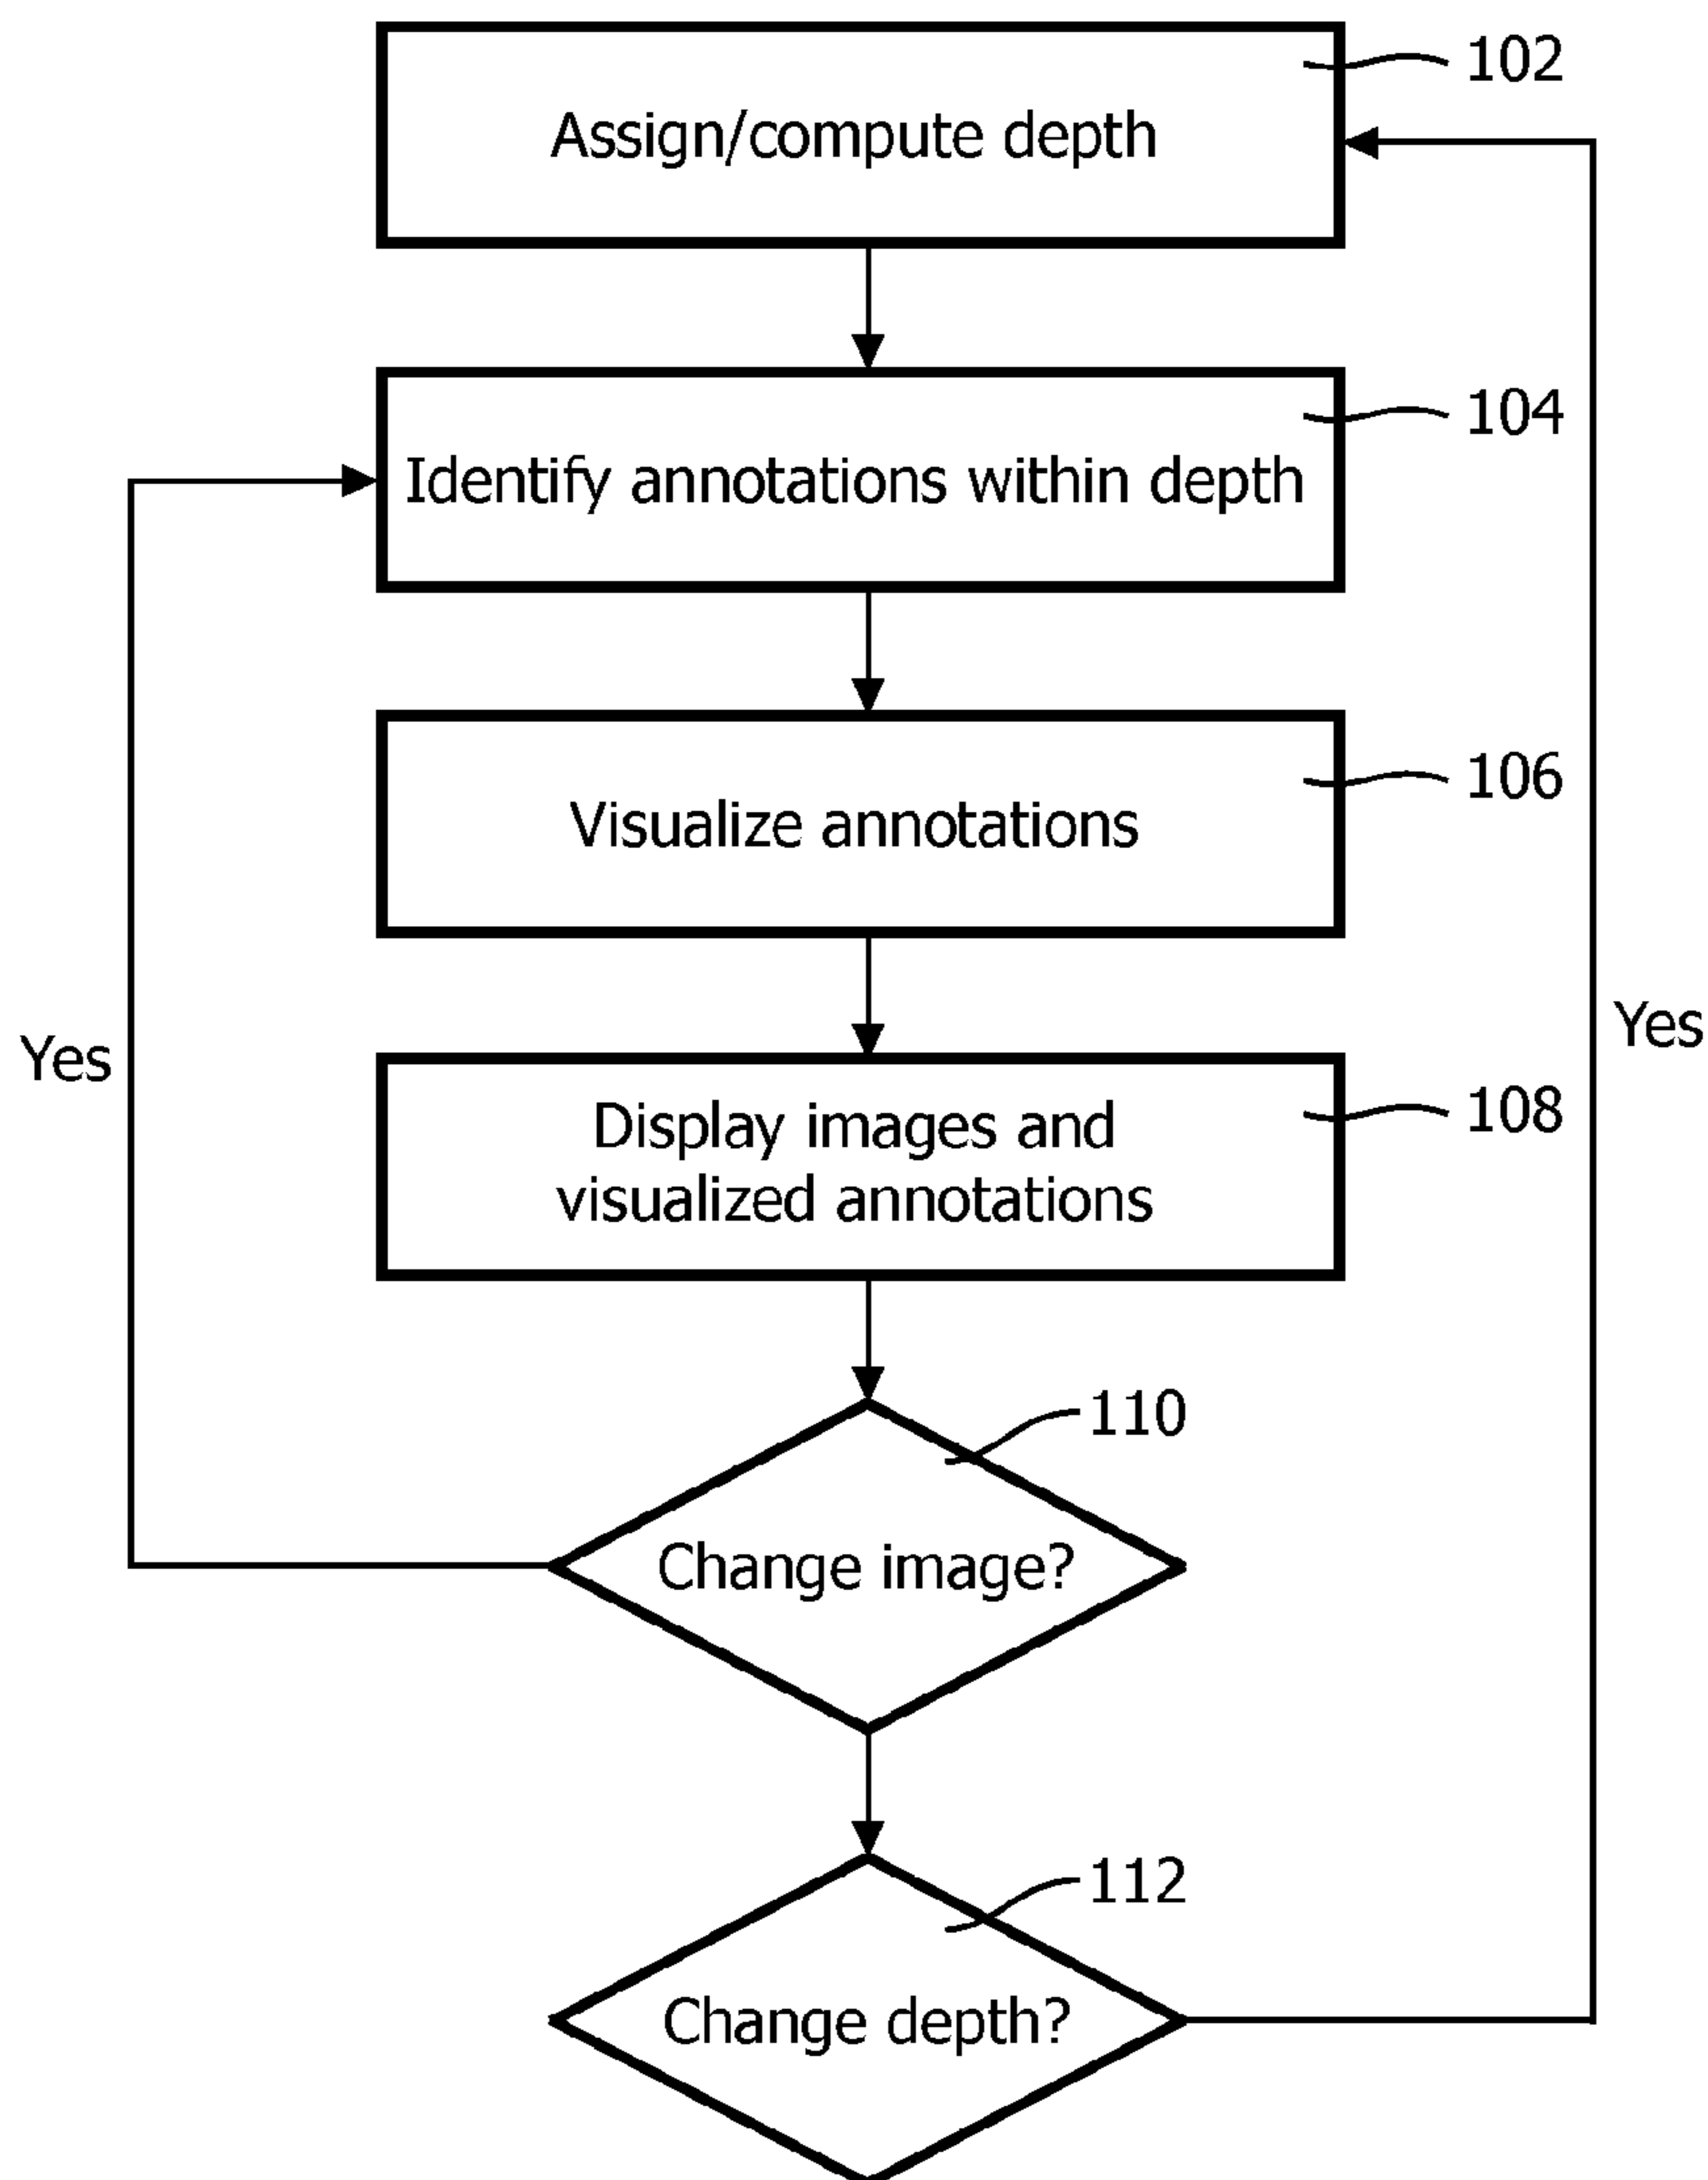 102
Assign/compute depth
104
Identify annotations within depth
106
Visualize annotations
Yes
Yes
108
Display images and
visualized annotations
110
Change image?
112
Change depth?